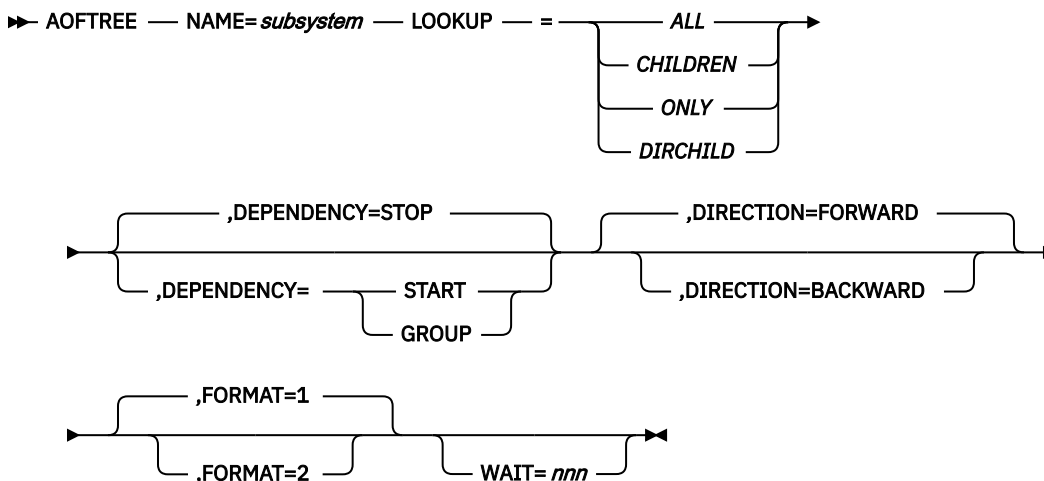 AOFTREE NAME= subsystem LOOKUP = ALL
CHILDREN
ONLY
DIRCHILD
,DEPENDENCY=STOP ,DIRECTION=FORWARD
,DEPENDENCY= START ,DIRECTION=BACKWARD
GROUP
,FORMAT=1
.FORMAT=2 WAIT= nnn